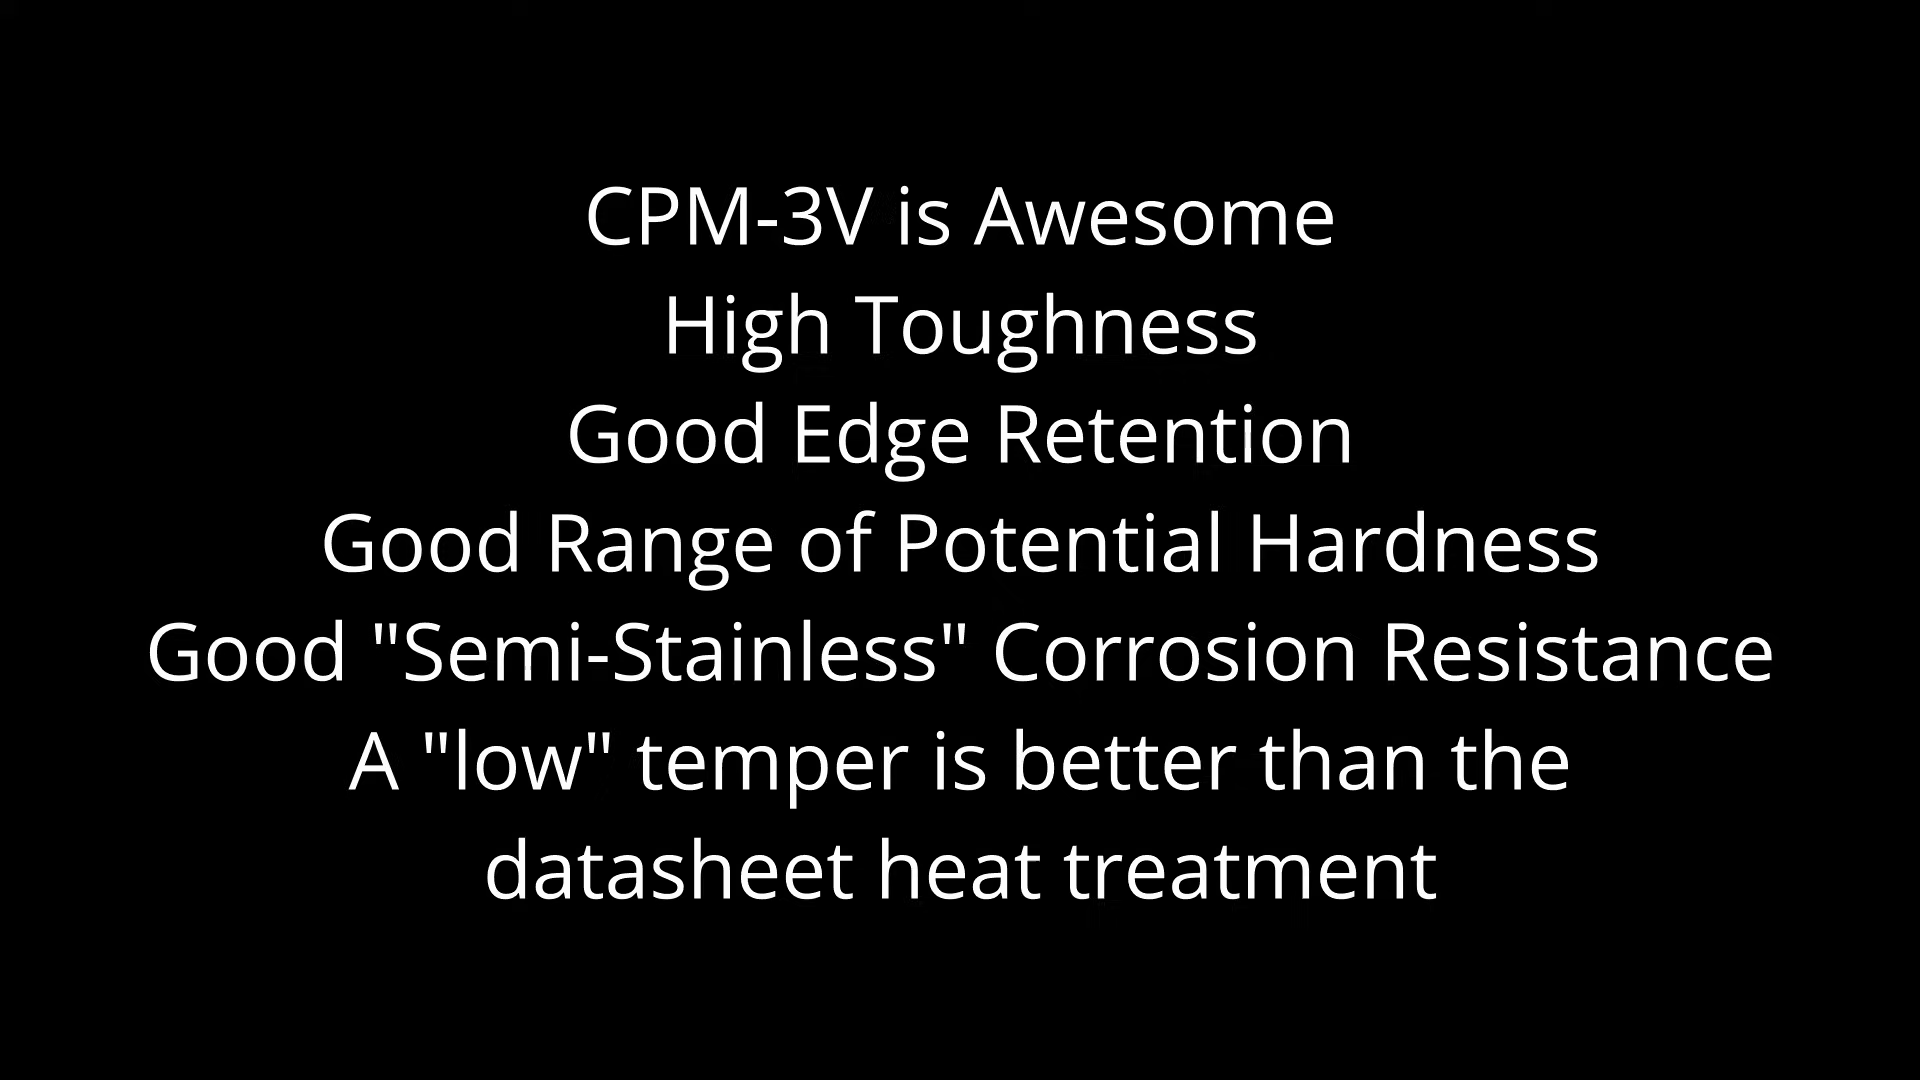 CPM-3V is Awesome
High Toughness
Good Edge Retention
Good Range of Potential Hardness
Good "Semi-Stainless" Corrosion Resistance
A "low" temper is better than the
datasheet heat treatment